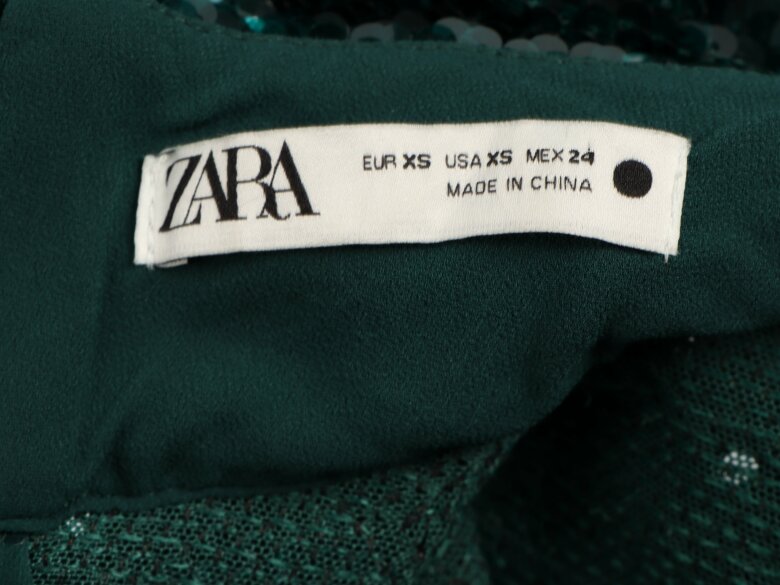 ZARA
EUR XS USA XS MEX 24
MADE IN CHINA